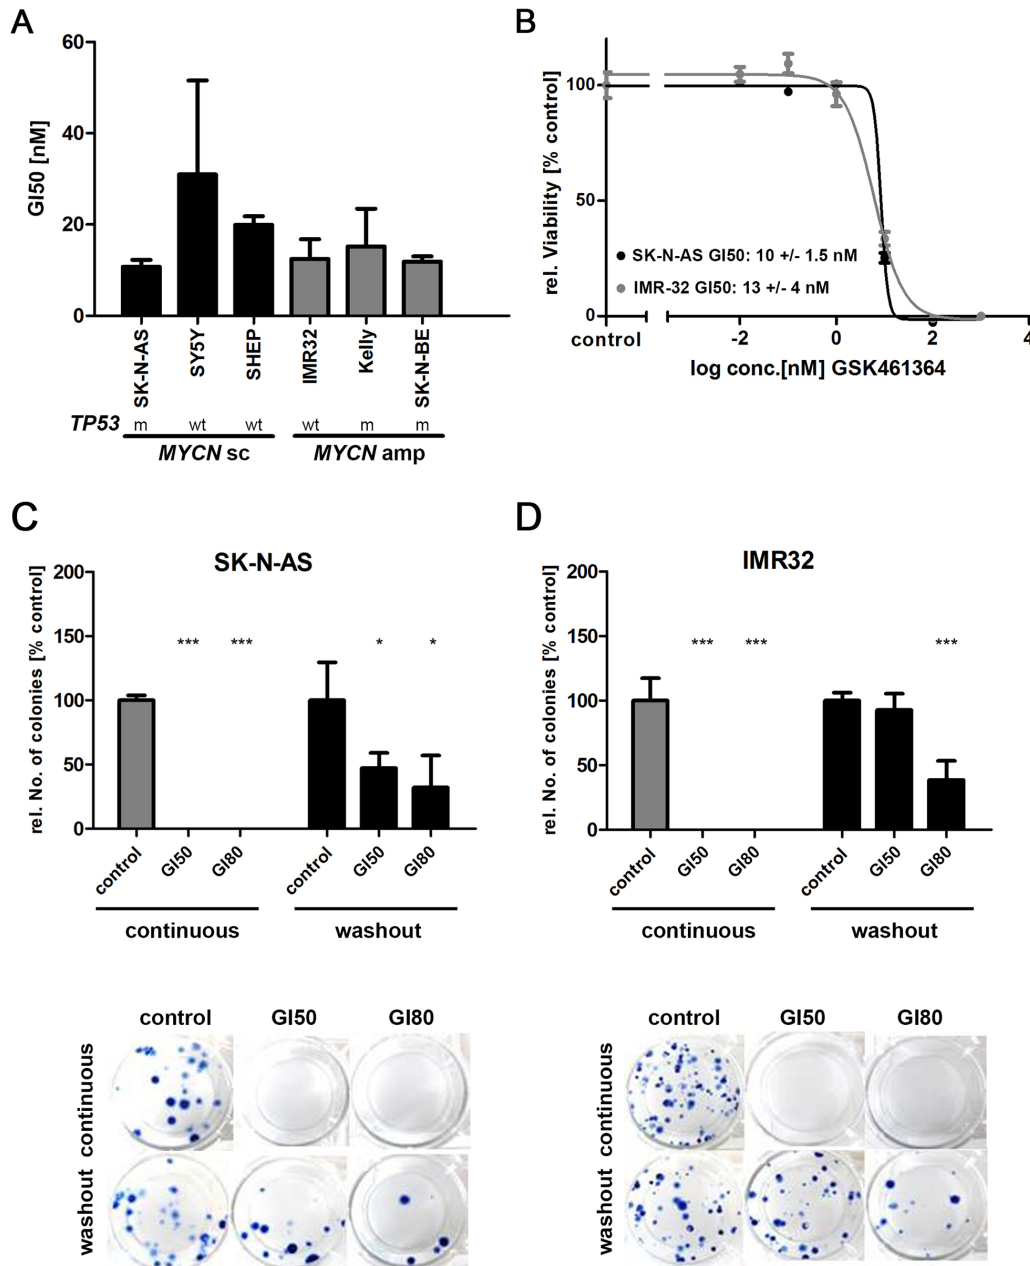 A
60
40
20
0
GI50 [nM]
SK-N-AS
SY5Y
SHEP
IMR32
Kelly
SK-N-BE
TP53 m wt wt wt m m
MYCN sc MYCN amp
B
100
50
0
rel. Viability [% control]
SK-N-AS GI50: 10 +/- 1.5 nM
IMR-32 GI50: 13 +/- 4 nM
control -2 0 2 4
log conc.[nM] GSK461364
C
SK-N-AS
200
150
100
50
0
rel. No. of colonies [% control]
*** *** * *
control GI50 GI80 control GI50 GI80
continuous washout
control GI50 GI80
continuous
washout
D
IMR32
200
150
100
50
0
rel. No. of colonies [% control]
*** *** ***
control GI50 GI80 control GI50 GI80
continuous washout
control GI50 GI80
continuous
washout